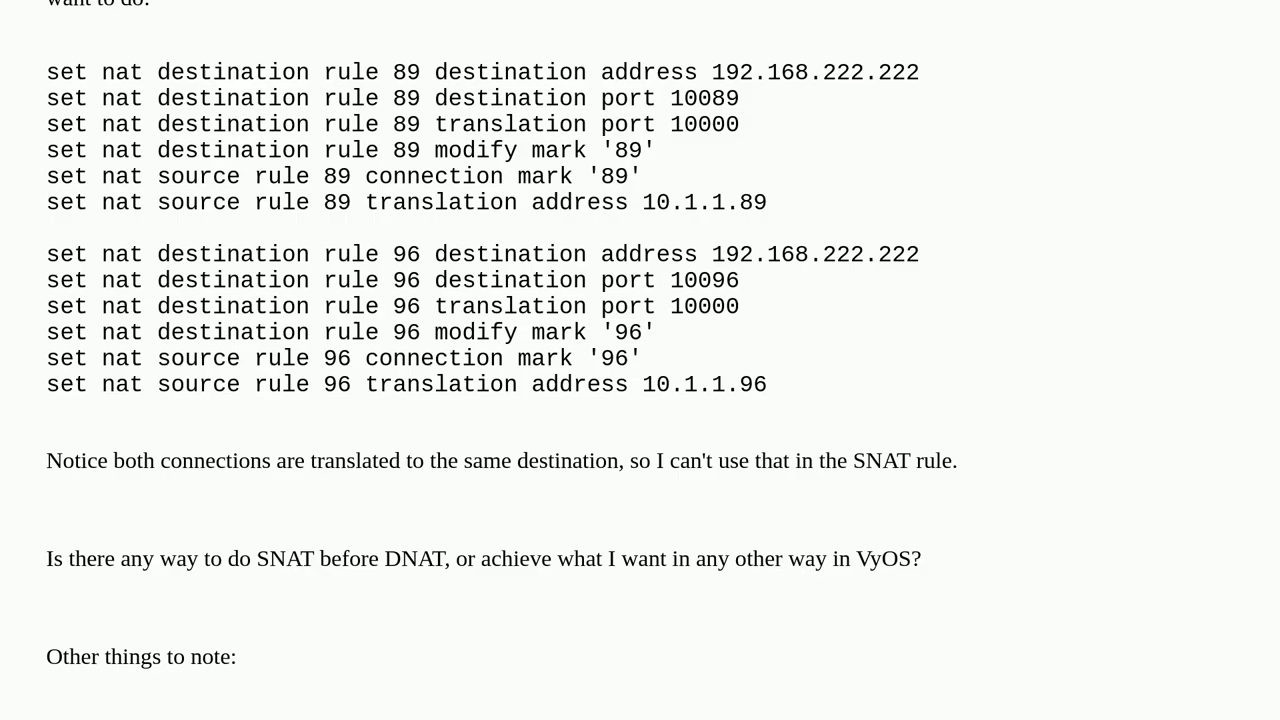 want to do:
set nat destination rule 89 destination address 192.168.222.222
set nat destination rule 89 destination port 10089
set nat destination rule 89 translation port 10000
set nat destination rule 89 modify mark '89'
set nat source rule 89 connection mark '89'
set nat source rule 89 translation address 10.1.1.89
set nat destination rule 96 destination address 192.168.222.222
set nat destination rule 96 destination port 10096
set nat destination rule 96 translation port 10000
set nat destination rule 96 modify mark '96'
set nat source rule 96 connection mark '96'
set nat source rule 96 translation address 10.1.1.96
Notice both connections are translated to the same destination, so I can't use that in the SNAT rule.
Is there any way to do SNAT before DNAT, or achieve what I want in any other way in VyOS?
Other things to note: